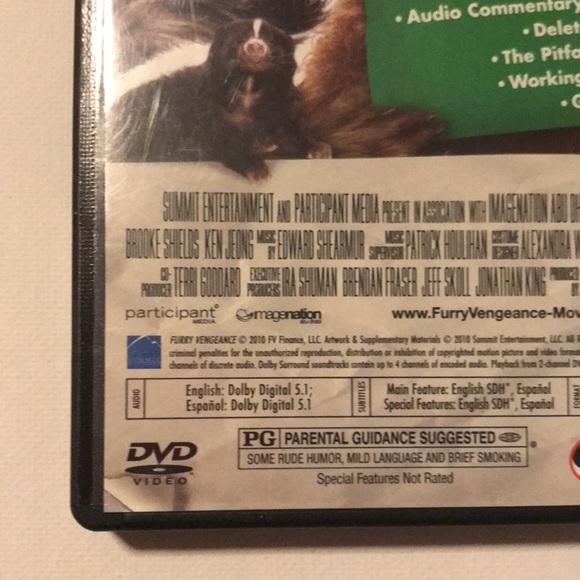 • Audio Commentary
• Delet
• The Pitfa
• Working
SUMMIT ENTERTAINMENT AND PARTICIPANT MEDIA PRESENT IN ASSOCIATION WITH IMAGENATION ABU DH
BROOKE SHIELDS KEN JEONG MUSIC BY EDWARD SHEARMUR MUSIC SUPERVISOR PATRICK HOULIHAN COSTUME DESIGNER ALEXANDRA W
CO-PRODUCER TERRI GODDARD EXECUTIVE PRODUCERS IRA SHUMAN BRENDAN FRASER JEFF SKOLL JONATHAN KING PRODUCED BY
participant MEDIA imagenation www.FurryVengeance-Mov
FURRY VENGEANCE © 2010 FV Finance, LLC. Artwork & Supplementary Materials © 2010 Summit Entertainment, LLC. All R
criminal penalties for the unauthorized reproduction, distribution or exhibition of copyrighted motion picture and video format
channels of discrete audio. Dolby Surround soundtracks contain up to 4 channels of encoded audio. Playback from 2-channel DV
AUDIO English: Dolby Digital 5.1; SUBTITLES Main Feature: English SDH*, Español
Español: Dolby Digital 5.1 Special Features: English SDH*, Español
FORMA
DVD VIDEO
PG PARENTAL GUIDANCE SUGGESTED ®
SOME RUDE HUMOR, MILD LANGUAGE AND BRIEF SMOKING
Special Features Not Rated